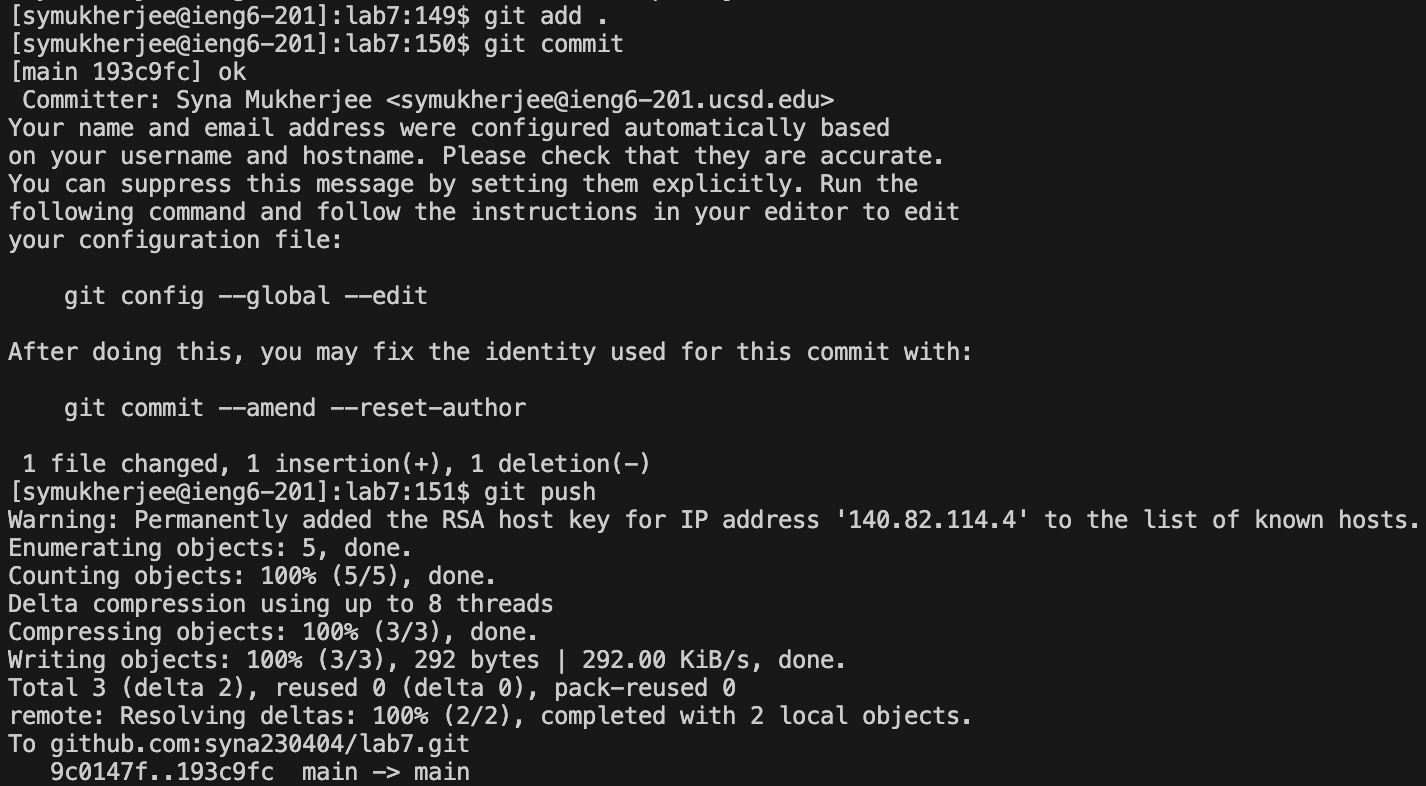 [symukherjee@ieng6-201]:lab7:149$ git add .
[symukherjee@ieng6-201]:lab7:150$ git commit
[main 193c9fc] ok
 Committer: Syna Mukherjee <symukherjee@ieng6-201.ucsd.edu>
Your name and email address were configured automatically based
on your username and hostname. Please check that they are accurate.
You can suppress this message by setting them explicitly. Run the
following command and follow the instructions in your editor to edit
your configuration file:

    git config --global --edit

After doing this, you may fix the identity used for this commit with:

    git commit --amend --reset-author

 1 file changed, 1 insertion(+), 1 deletion(-)
[symukherjee@ieng6-201]:lab7:151$ git push
Warning: Permanently added the RSA host key for IP address '140.82.114.4' to the list of known hosts.
Enumerating objects: 5, done.
Counting objects: 100% (5/5), done.
Delta compression using up to 8 threads
Compressing objects: 100% (3/3), done.
Writing objects: 100% (3/3), 292 bytes | 292.00 KiB/s, done.
Total 3 (delta 2), reused 0 (delta 0), pack-reused 0
remote: Resolving deltas: 100% (2/2), completed with 2 local objects.
To github.com:syna230404/lab7.git
   9c0147f..193c9fc  main -> main